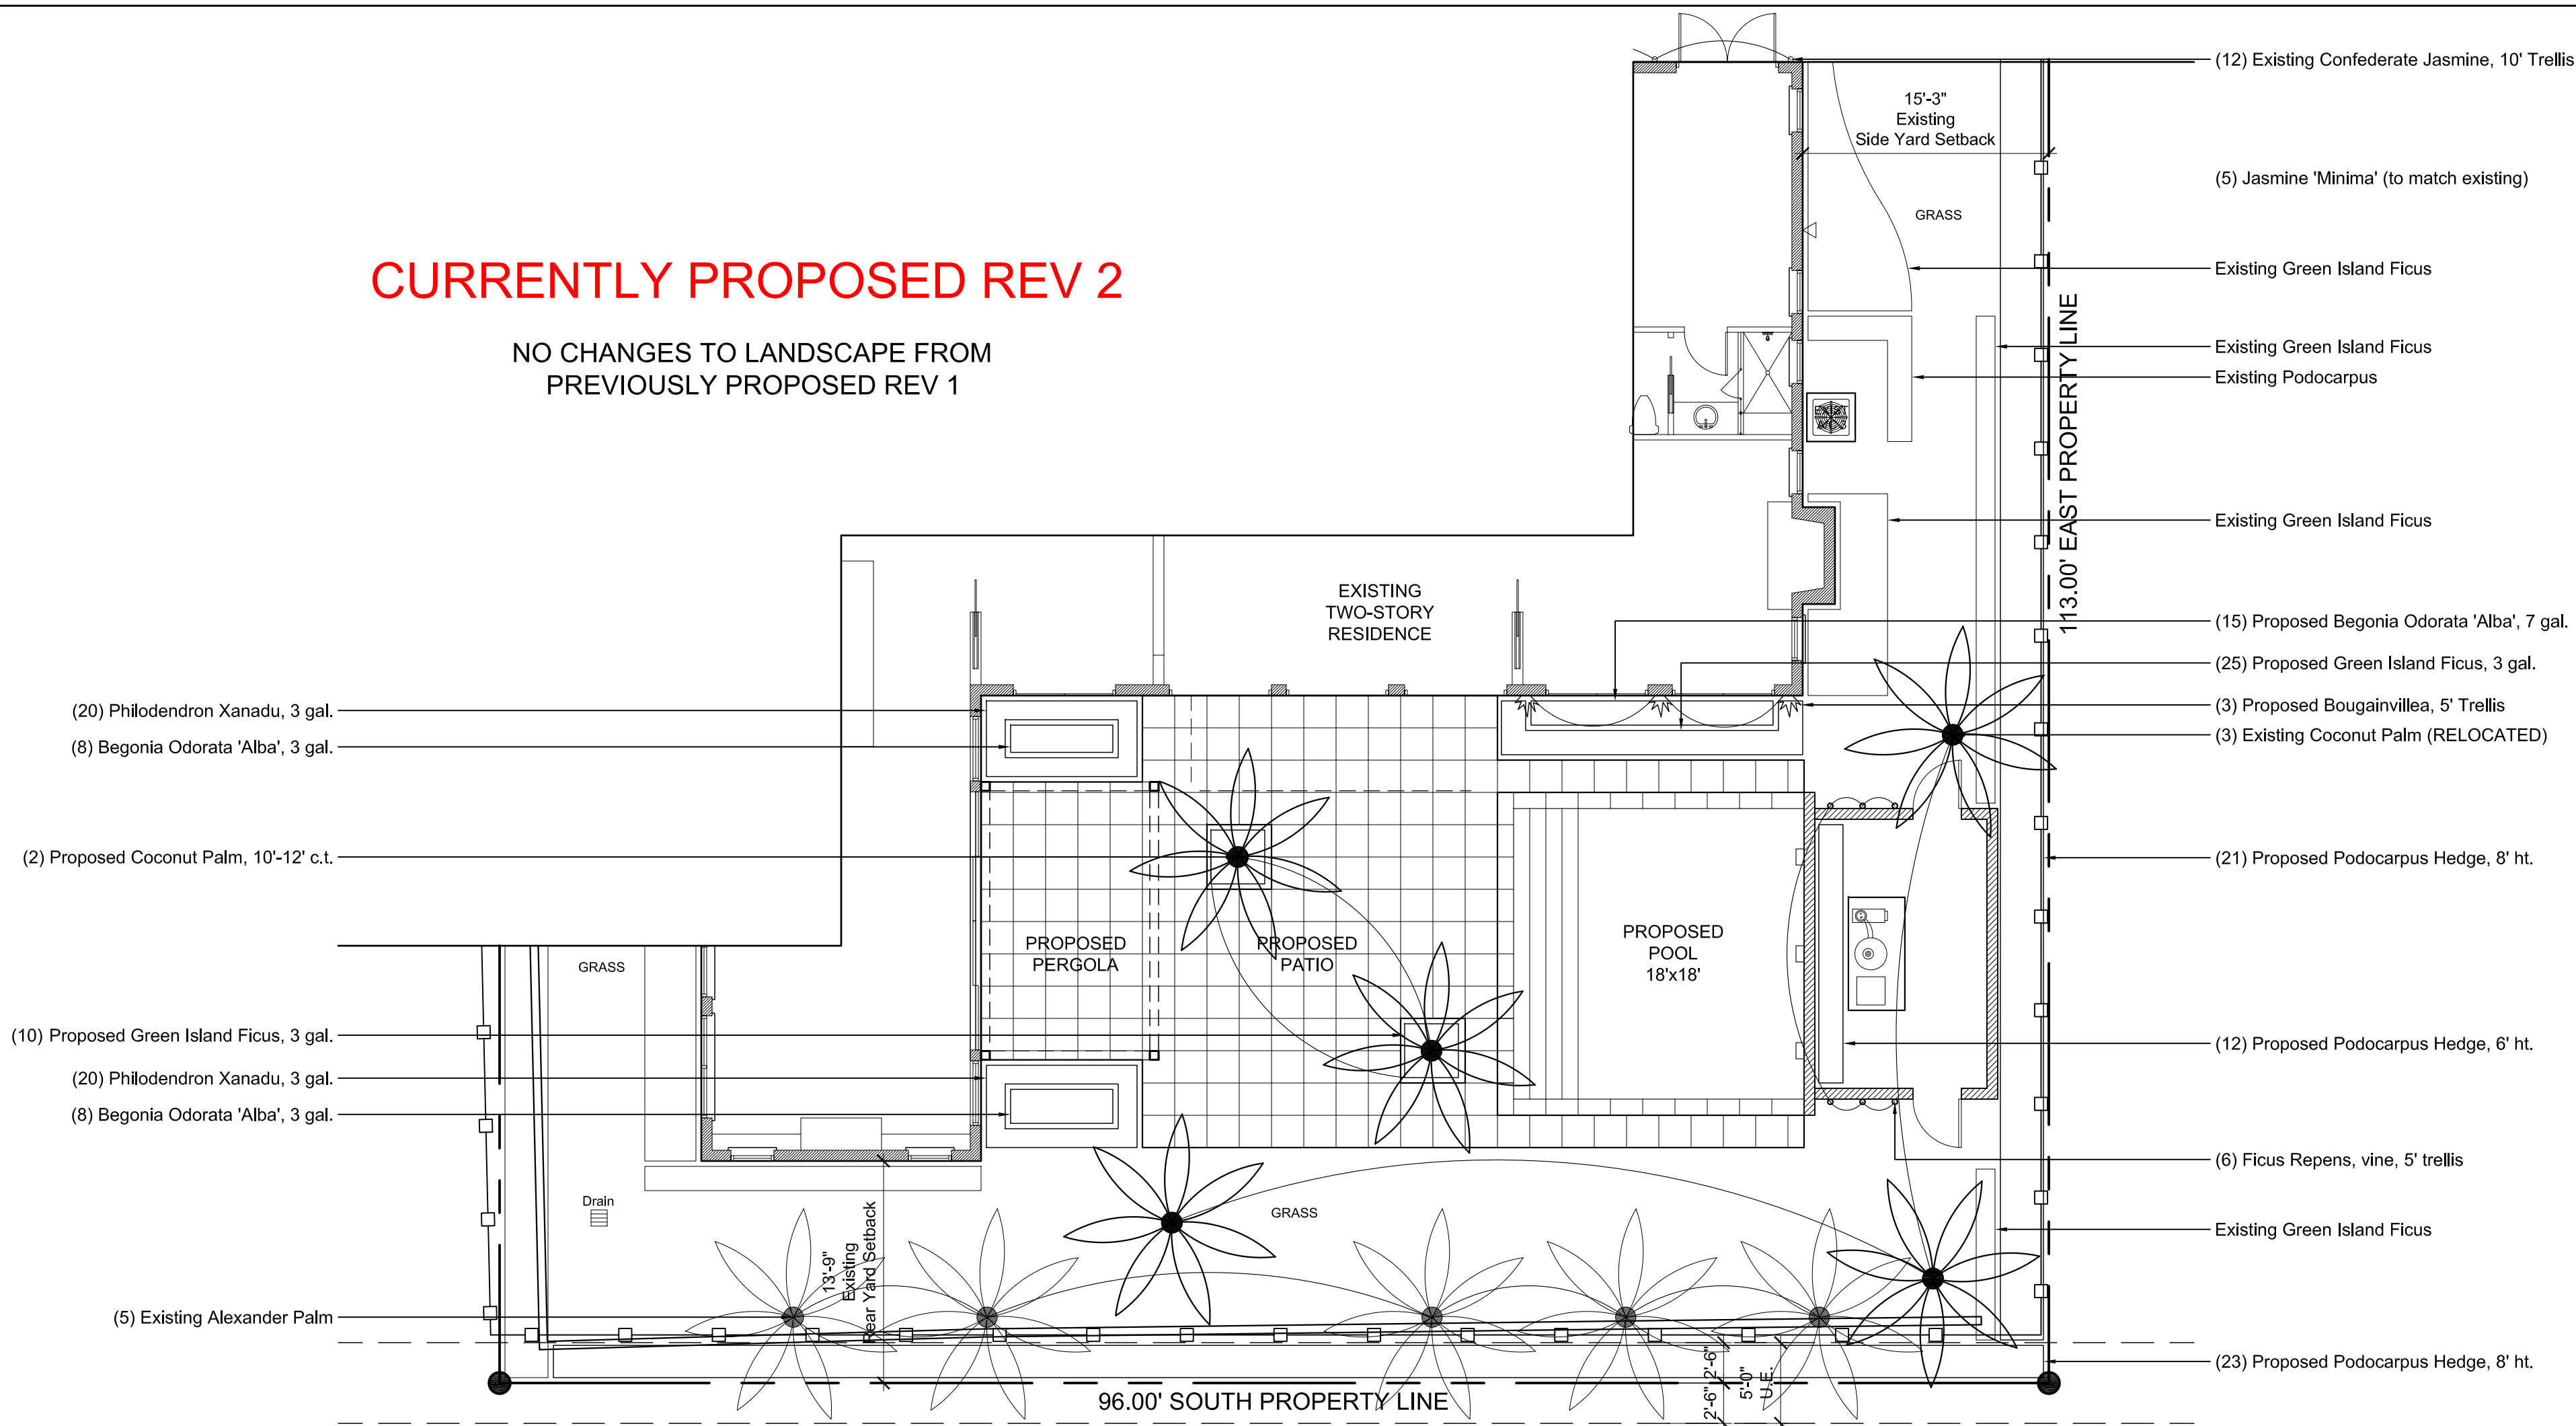 CURRENTLY PROPOSED REV 2
NO CHANGES TO LANDSCAPE FROM
PREVIOUSLY PROPOSED REV 1
(12) Existing Confederate Jasmine, 10' Trellis
15'-3"
Existing
Side Yard Setback
(5) Jasmine 'Minima' (to match existing)
GRASS
Existing Green Island Ficus
Existing Green Island Ficus
Existing Podocarpus
EXIST
A/C 3
113.00' EAST PROPERTY LINE
Existing Green Island Ficus
EXISTING
TWO-STORY
RESIDENCE
(15) Proposed Begonia Odorata 'Alba', 7 gal.
(25) Proposed Green Island Ficus, 3 gal.
(3) Proposed Bougainvillea, 5' Trellis
(3) Existing Coconut Palm (RELOCATED)
(20) Philodendron Xanadu, 3 gal.
(8) Begonia Odorata 'Alba', 3 gal.
(2) Proposed Coconut Palm, 10'-12' c.t.
(21) Proposed Podocarpus Hedge, 8' ht.
PROPOSED
PERGOLA
PROPOSED
PATIO
PROPOSED
POOL
18'x18'
GRASS
(10) Proposed Green Island Ficus, 3 gal.
(12) Proposed Podocarpus Hedge, 6' ht.
(20) Philodendron Xanadu, 3 gal.
(8) Begonia Odorata 'Alba', 3 gal.
(6) Ficus Repens, vine, 5' trellis
Drain
GRASS
Existing Green Island Ficus
13'-9"
Existing
Rear Yard Setback
(5) Existing Alexander Palm
(23) Proposed Podocarpus Hedge, 8' ht.
2'-6"
2'-6"
5'-0"
U.E.
96.00' SOUTH PROPERTY LINE